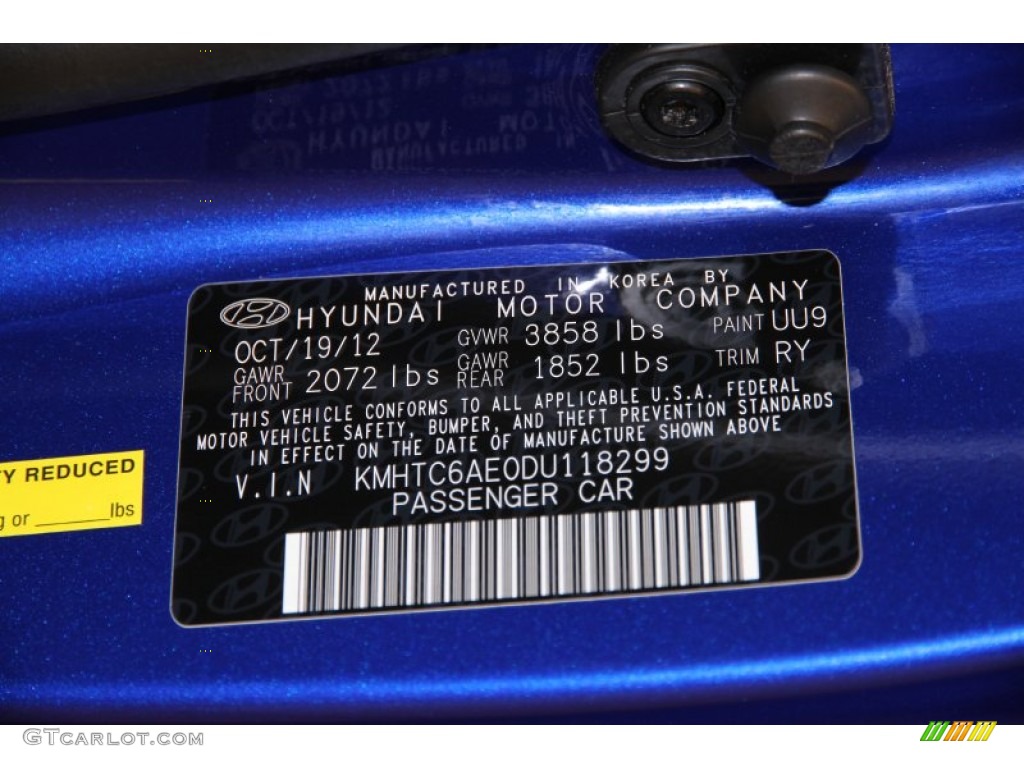 MANUFACTURED IN KOREA BY
HYUNDAI MOTOR COMPANY
OCT/19/12 GVWR 3858 lbs PAINT UU9
GAWR FRONT 2072 lbs GAWR REAR 1852 lbs TRIM RY
THIS VEHICLE CONFORMS TO ALL APPLICABLE U.S.A. FEDERAL
MOTOR VEHICLE SAFETY, BUMPER, AND THEFT PREVENTION STANDARDS
IN EFFECT ON THE DATE OF MANUFACTURE SHOWN ABOVE
V.I.N KMHTC6AE0DU118299
PASSENGER CAR
TY REDUCED
g or ______lbs
GTCARLOT.COM